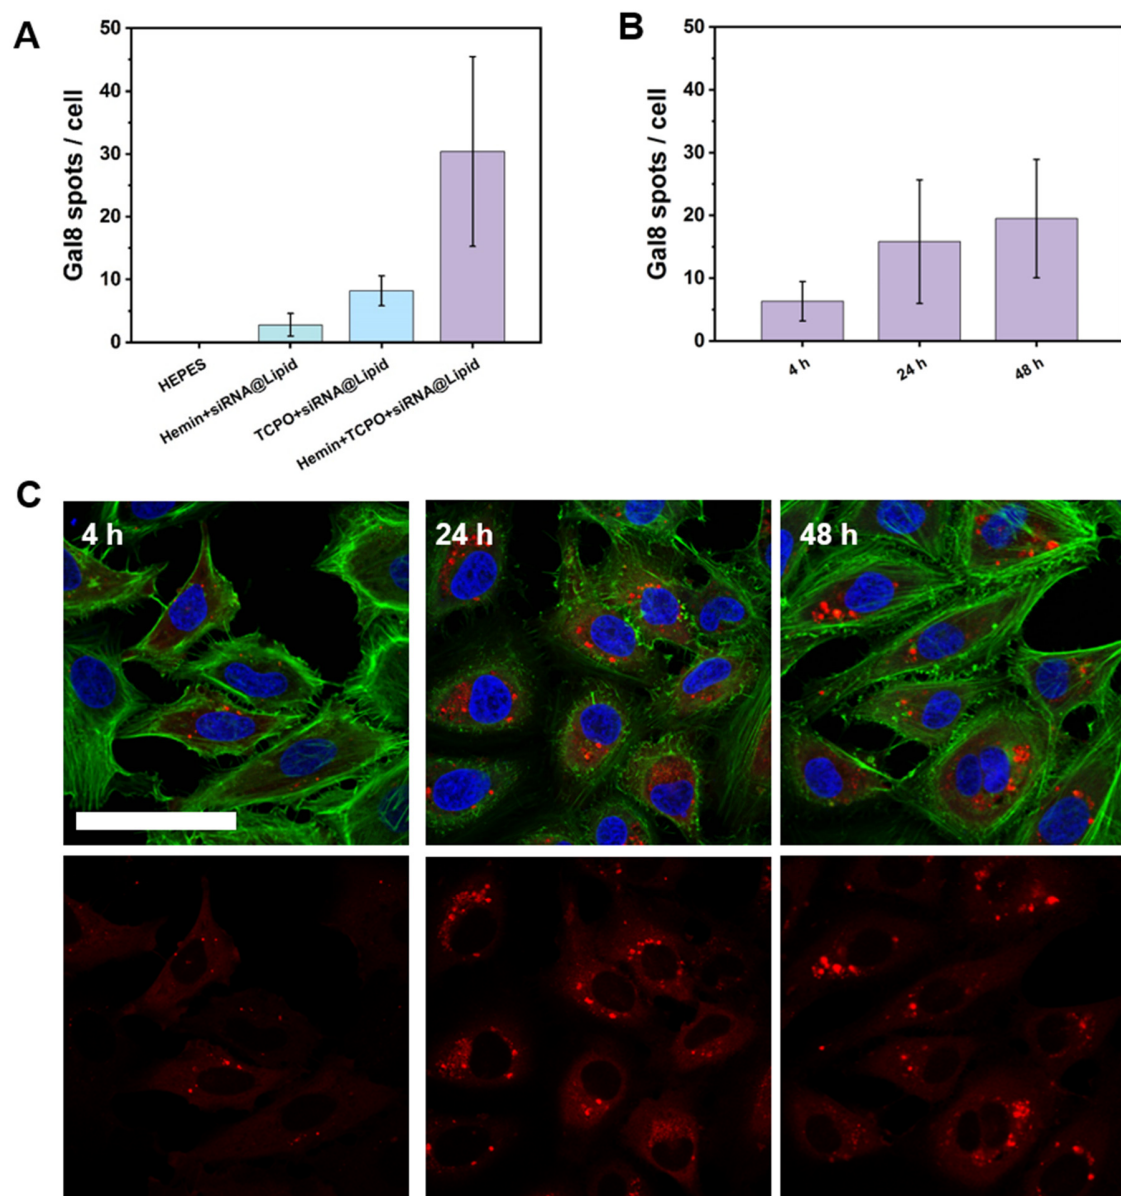 A
B
50
40
30
20
10
0
Gal8 spots / cell
HEPES
Hemin+siRNA@Lipid
TCPO+siRNA@Lipid
Hemin+TCPO+siRNA@Lipid
50
40
30
20
10
0
Gal8 spots / cell
4 h
24 h
48 h
C
4 h
24 h
48 h